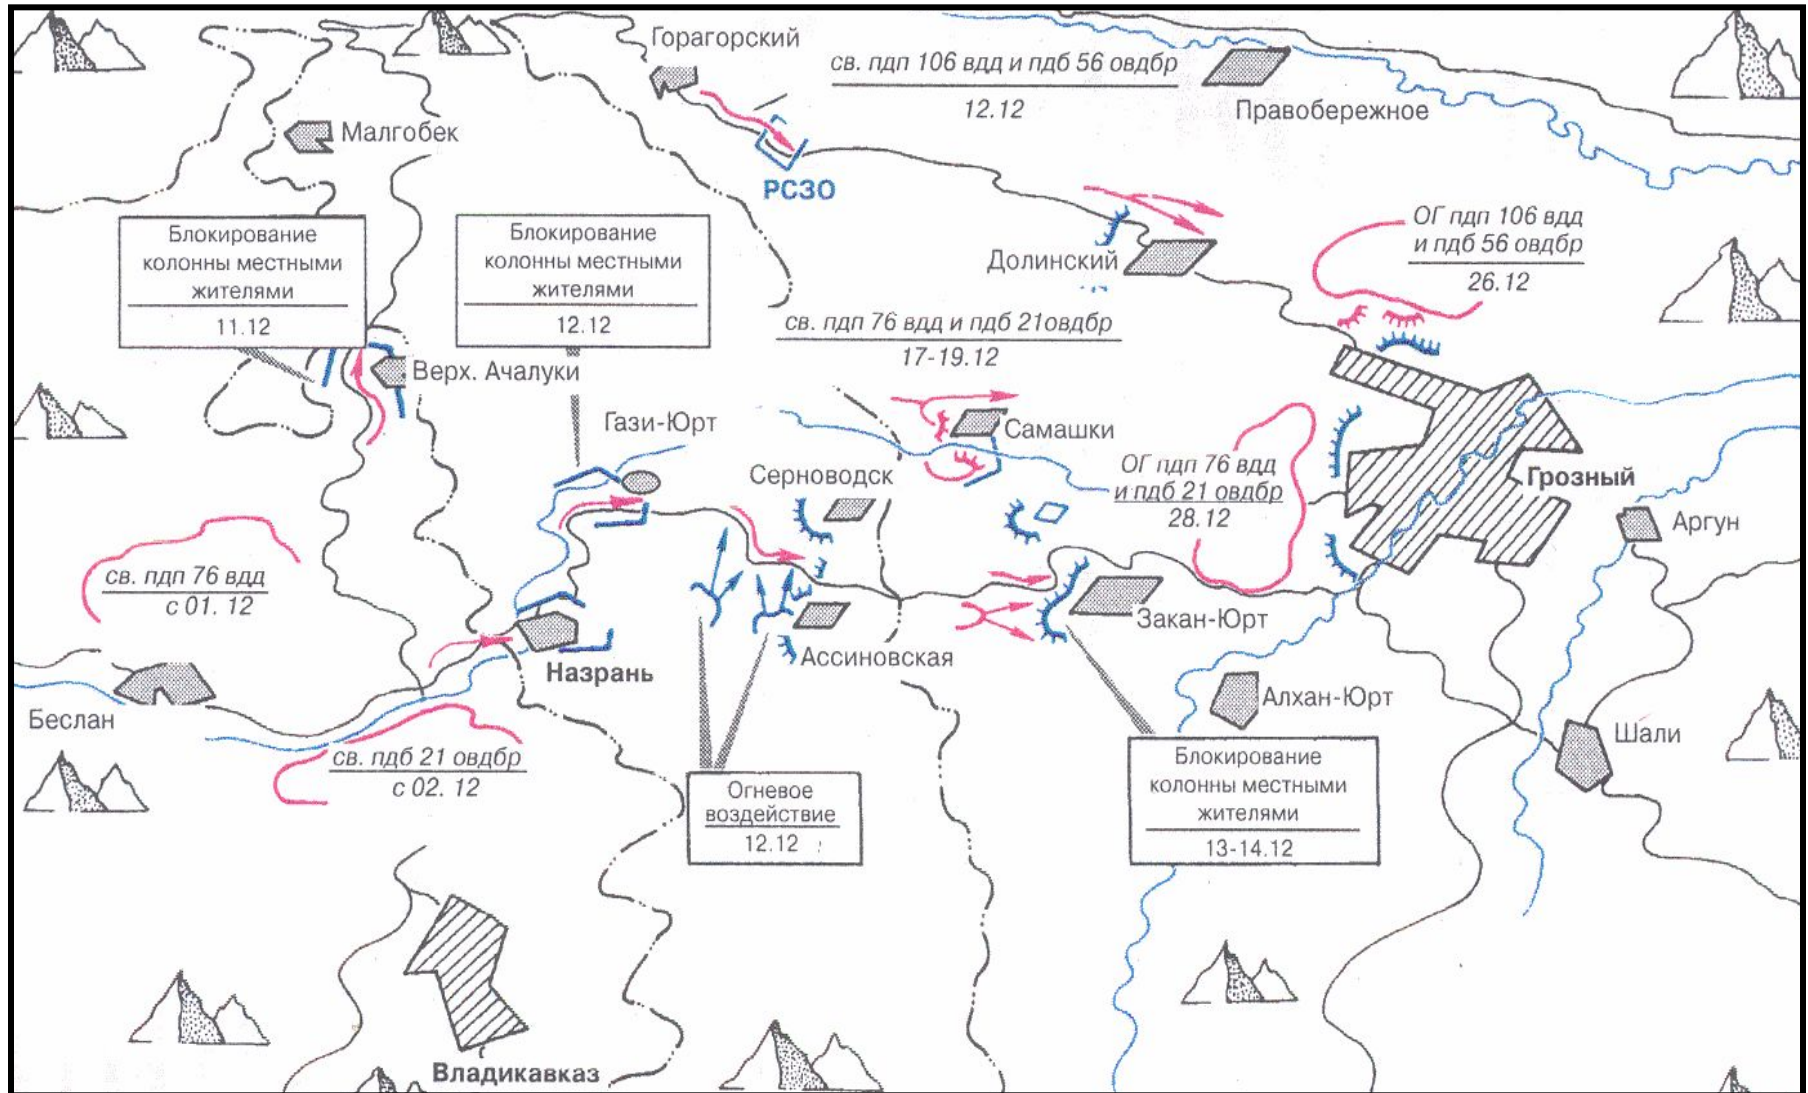 Горагорский
св. пдп 106 вдд и пдб 56 овдбр
12.12
Правобережное
Малгобек
РСЗО
Блокирование
колонны местными
жителями
11.12
Блокирование
колонны местными
жителями
12.12
Долинский
ОГ пдп 106 вдд
и пдб 56 овдбр
26.12
св. пдп 76 вдд и пдб 21овдбр
17-19.12
Верх. Ачалуки
Гази-Юрт
Самашки
Серноводск
ОГ пдп 76 вдд
и пдб 21 овдбр
28.12
Грозный
Аргун
св. пдп 76 вдд
с 01. 12
Закан-Юрт
Назрань
Ассиновская
Беслан
Алхан-Юрт
Шали
св. пдб 21 овдбр
с 02. 12
Огневое
воздействие
12.12
Блокирование
колонны местными
жителями
13-14.12
Владикавказ